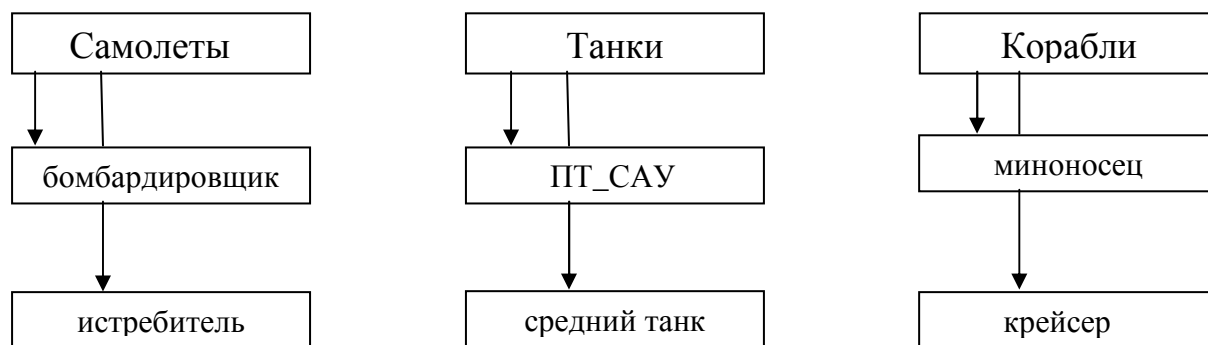 Самолеты
Танки
Корабли
бомбардировщик
ПТ_САУ
миноносец
истребитель
средний танк
крейсер